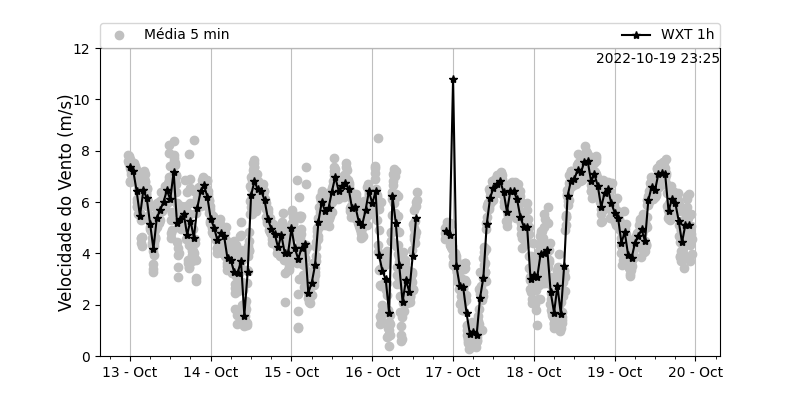 Média 5 min
WXT 1h
2022-10-19 23:25
Velocidade do Vento (m/s)
12
10
8
6
4
2
0
13 - Oct 14 - Oct 15 - Oct 16 - Oct 17 - Oct 18 - Oct 19 - Oct 20 - Oct